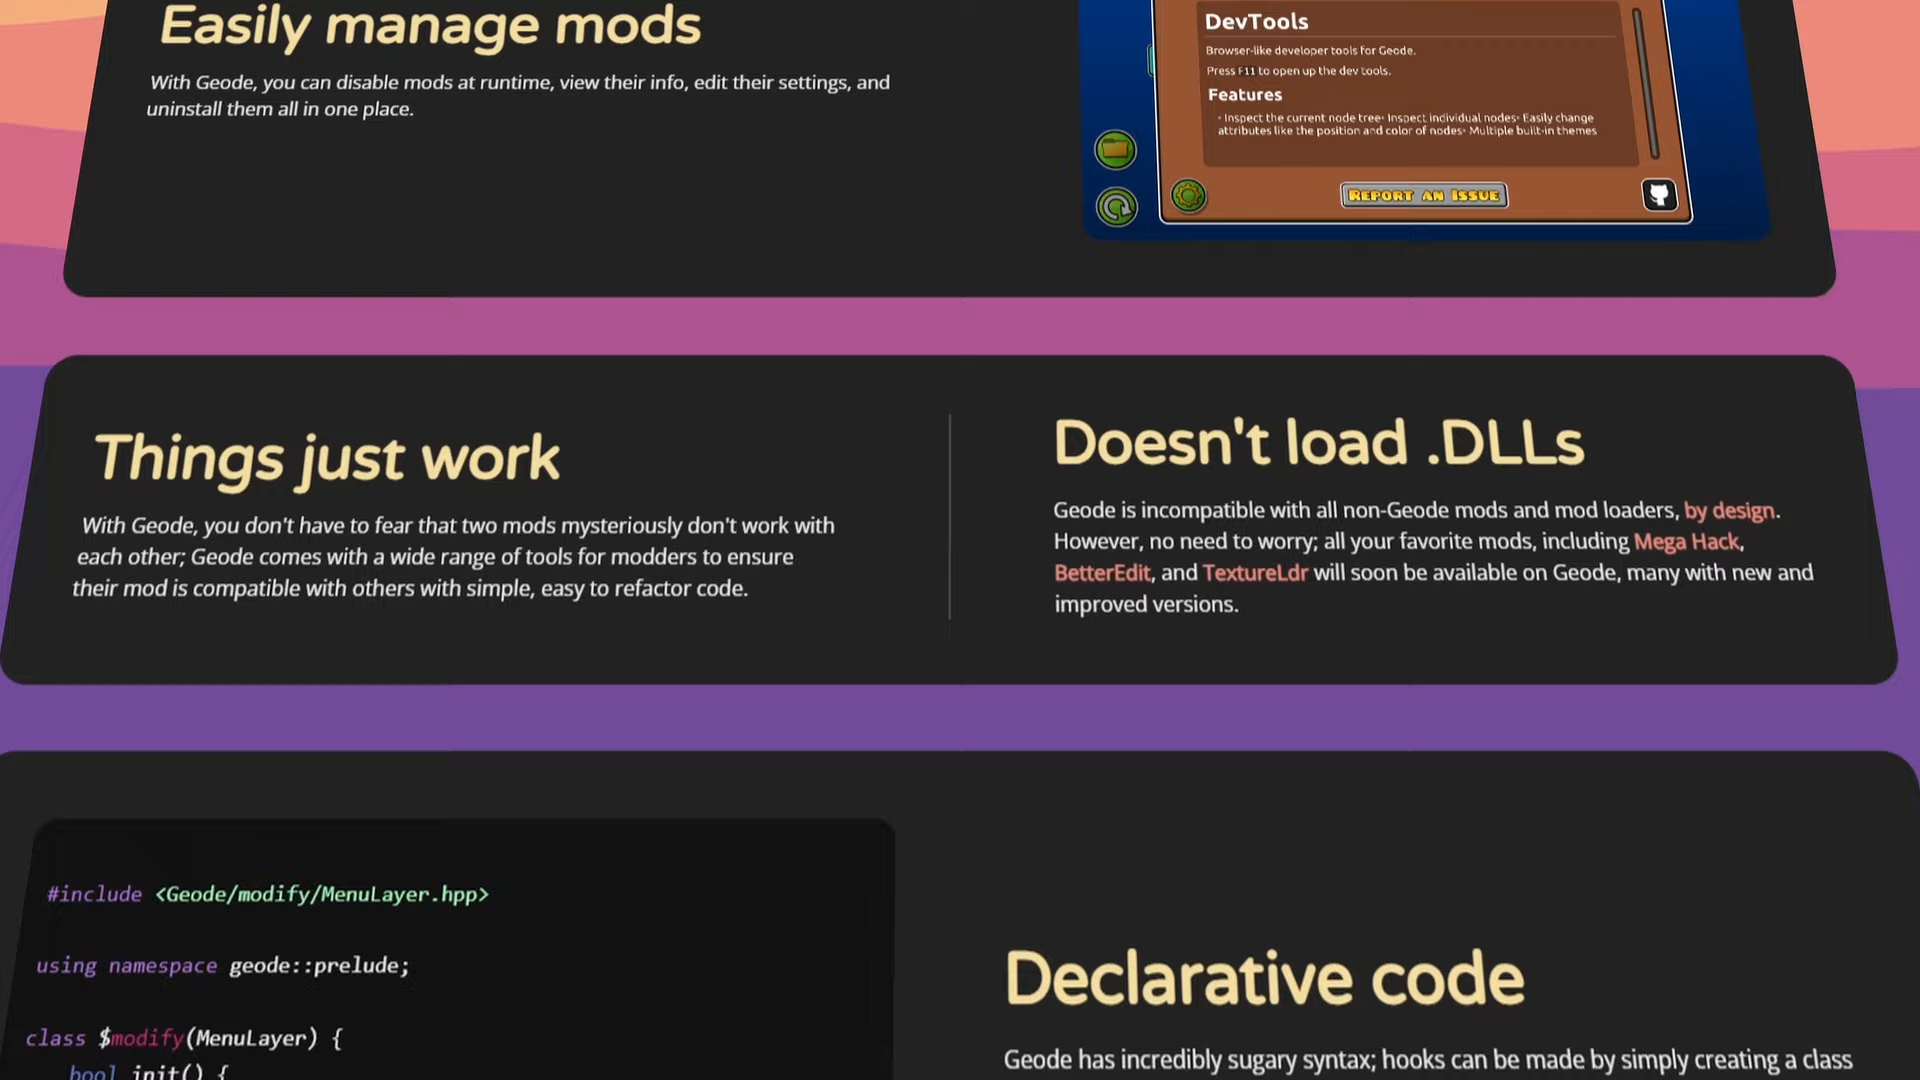 Easily manage mods
With Geode, you can disable mods at runtime, view their info, edit their settings, and
uninstall them all in one place.
DevTools
Browser-like developer tools for Geode.
Press F11 to open up the dev tools.
Features
• Inspect the current node tree• Inspect individual nodes• Easily change
attributes like the position and color of nodes• Multiple built-in themes
Report an Issue
Things just work
With Geode, you don't have to fear that two mods mysteriously don't work with
each other; Geode comes with a wide range of tools for modders to ensure
their mod is compatible with others with simple, easy to refactor code.
Doesn't load .DLLs
Geode is incompatible with all non-Geode mods and mod loaders, by design.
However, no need to worry; all your favorite mods, including Mega Hack,
BetterEdit, and TextureLdr will soon be available on Geode, many with new and
improved versions.
#include <Geode/modify/MenuLayer.hpp>
using namespace geode::prelude;
class $modify(MenuLayer) {
bool init() {
Declarative code
Geode has incredibly sugary syntax; hooks can be made by simply creating a class